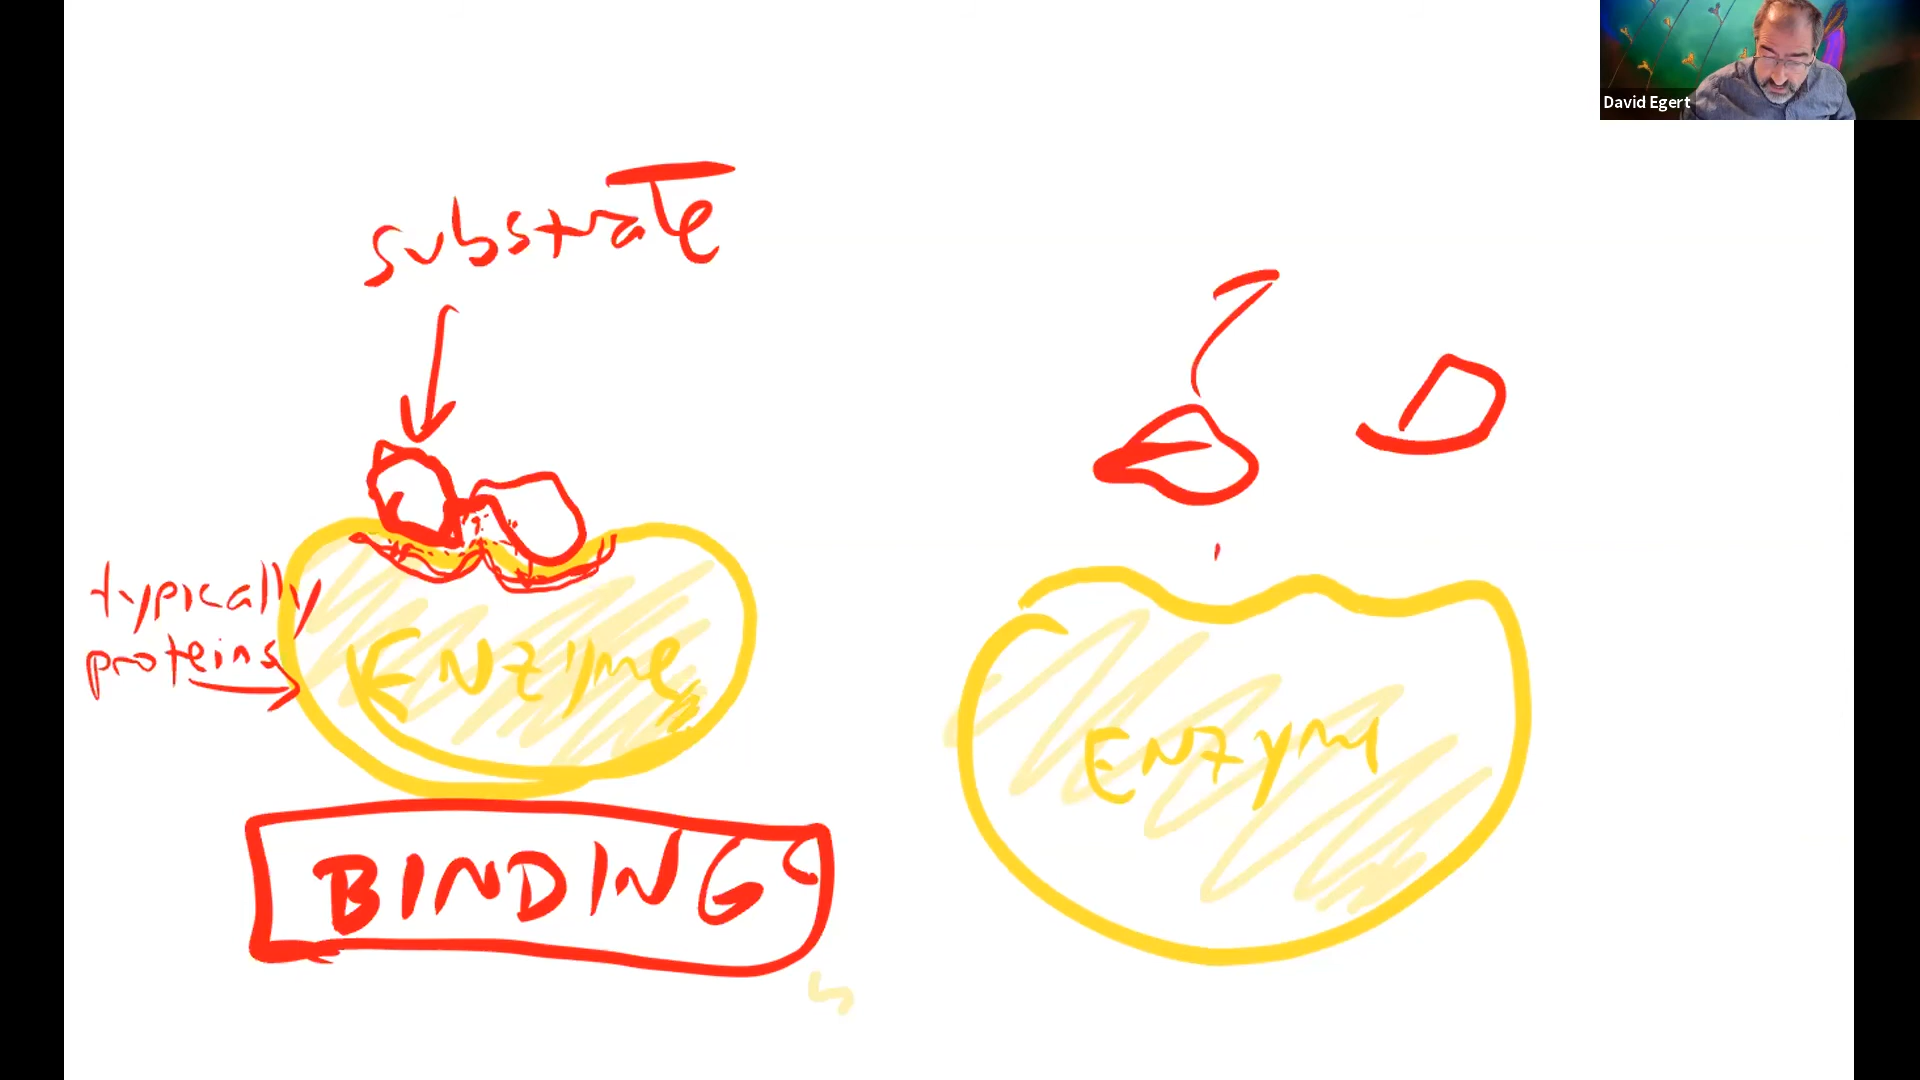 David Egert
substrate
typically
proteins
Enzyme
BINDING
Enzyme